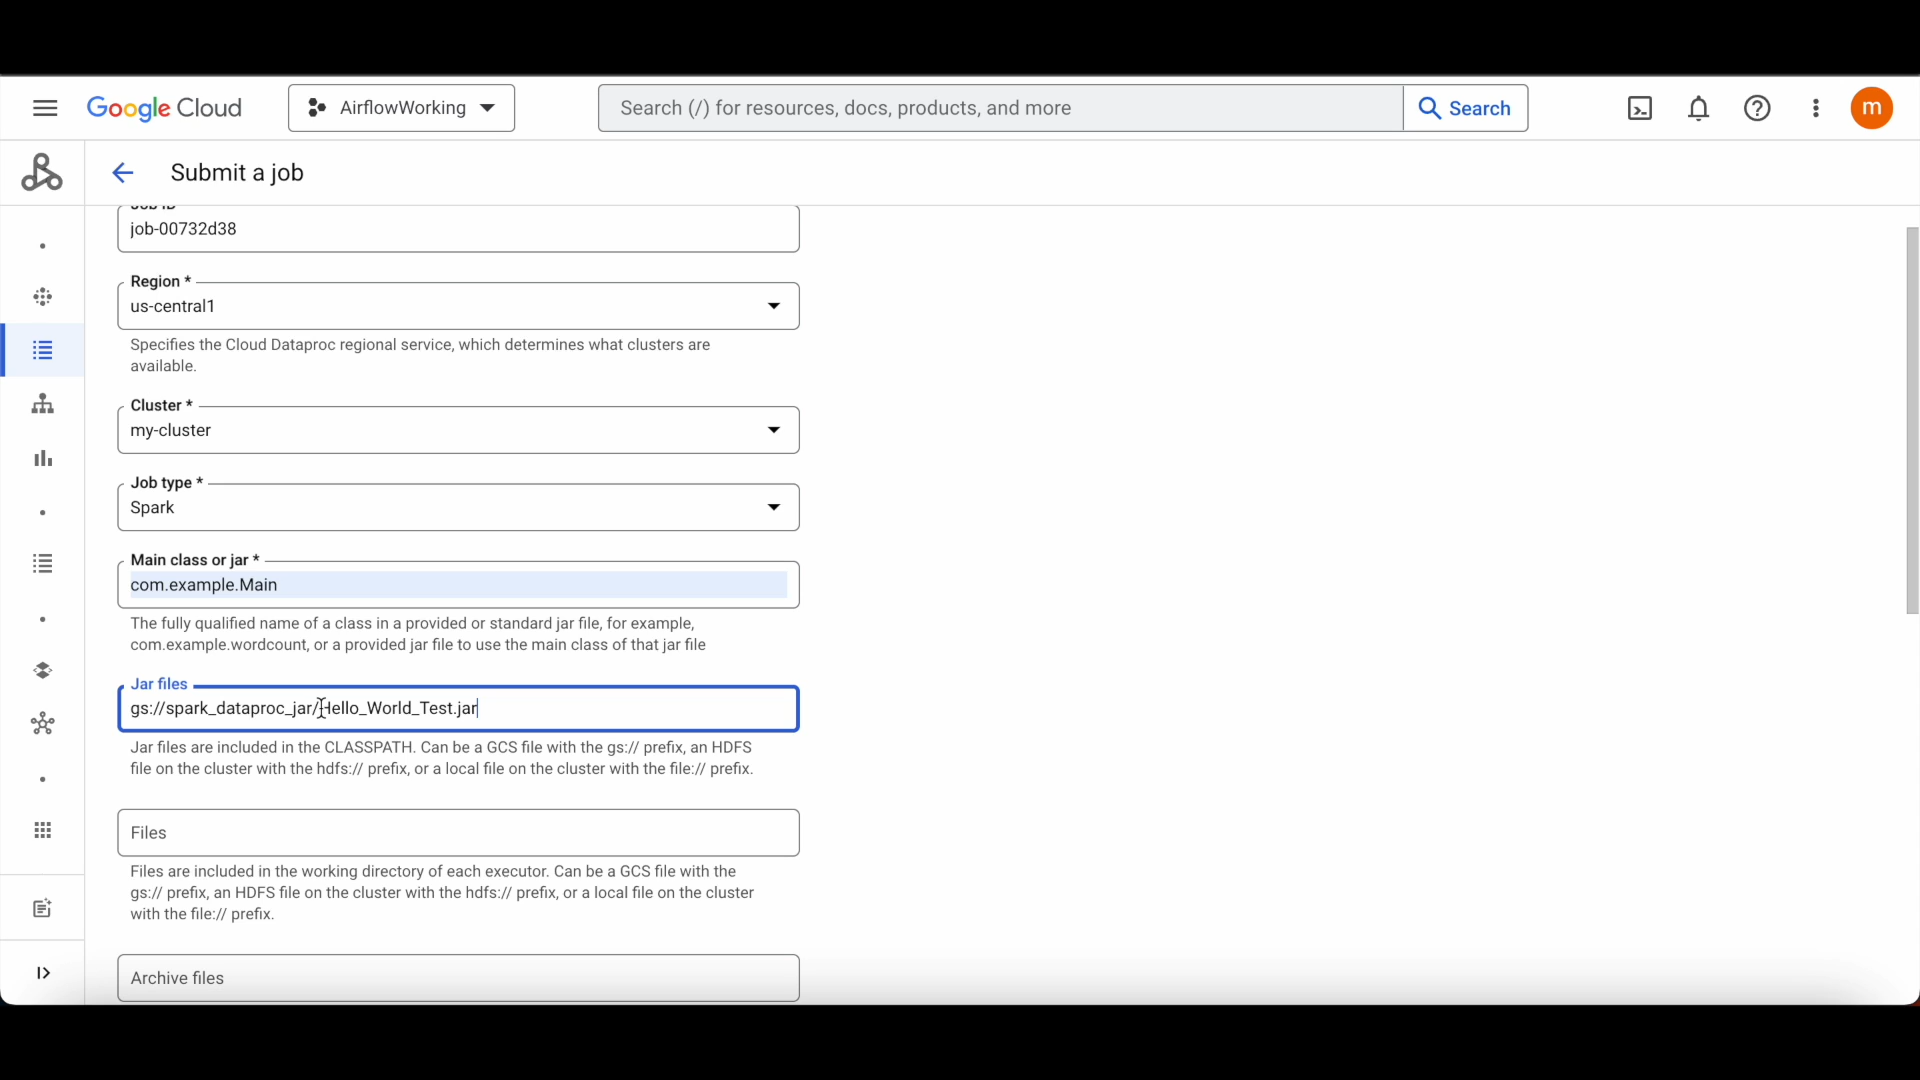 Google Cloud
AirflowWorking
Search (/) for resources, docs, products, and more
Search
m
Submit a job
Job ID
job-00732d38
Region *
us-central1
Specifies the Cloud Dataproc regional service, which determines what clusters are
available.
Cluster *
my-cluster
Job type *
Spark
Main class or jar *
com.example.Main
The fully qualified name of a class in a provided or standard jar file, for example,
com.example.wordcount, or a provided jar file to use the main class of that jar file
Jar files
gs://spark_dataproc_jar/Hello_World_Test.jar
Jar files are included in the CLASSPATH. Can be a GCS file with the gs:// prefix, an HDFS
file on the cluster with the hdfs:// prefix, or a local file on the cluster with the file:// prefix.
Files
Files are included in the working directory of each executor. Can be a GCS file with the
gs:// prefix, an HDFS file on the cluster with the hdfs:// prefix, or a local file on the cluster
with the file:// prefix.
Archive files